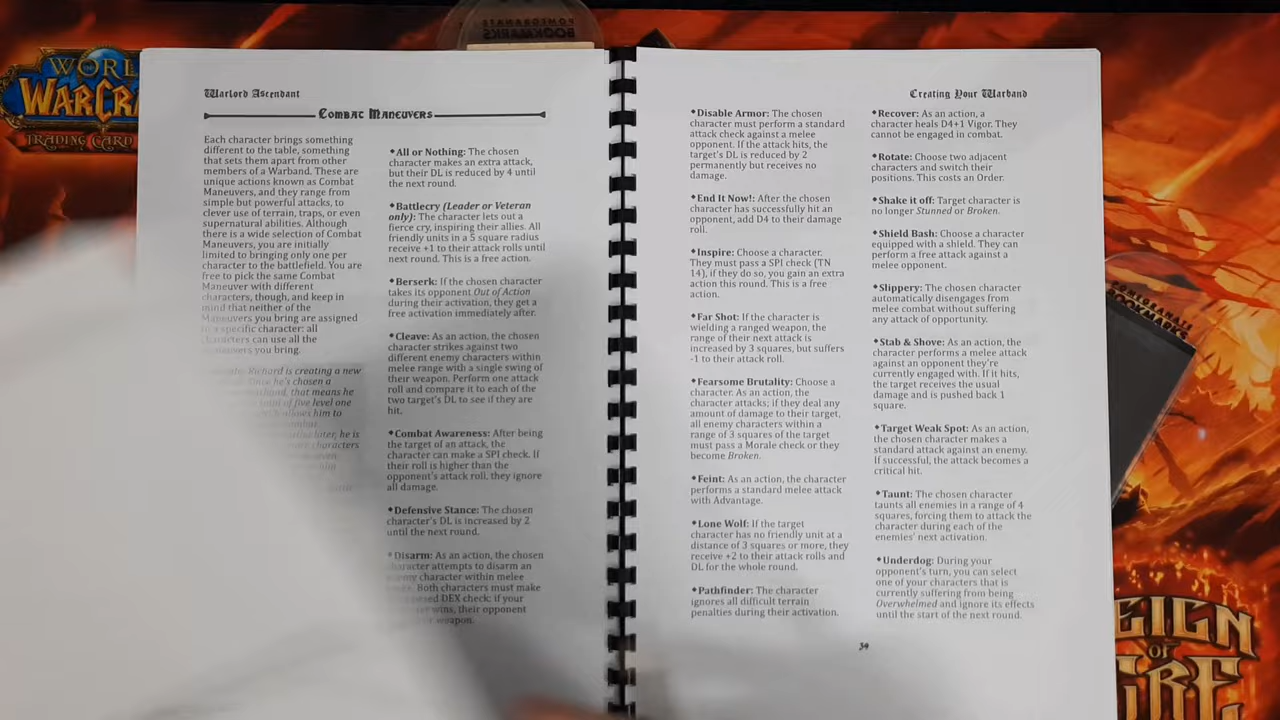 POMEGRANATE
BOOKMARKS
WORL
WARCRA
TRADING CARD
Warlord Ascendant
Combat Maneuvers
Each character brings something
different to the table, something
that sets them apart from other
members of a Warband. These are
unique actions known as Combat
Maneuvers, and they range from
simple but powerful attacks, to
clever use of terrain, traps, or even
supernatural abilities. Although
there is a wide selection of Combat
Maneuvers, you are initially
limited to bringing only one per
character to the battlefield. You are
free to pick the same Combat
Maneuver with different
characters, though, and keep in
mind that neither of the
Maneuvers you bring are assigned
to a specific character: all
characters can use all the
maneuvers you bring.
Richard is creating a new
Once he's chosen a
that means he
of five level one
allows him to
later, he is
characters
All or Nothing: The chosen
character makes an extra attack,
but their DL is reduced by 4 until
the next round.
Battlecry (Leader or Veteran
only): The character lets out a
fierce cry, inspiring their allies. All
friendly units in a 5 square radius
receive +1 to their attack rolls until
next round. This is a free action.
Berserk: If the chosen character
takes its opponent Out of Action
during their activation, they get a
free activation immediately after.
Cleave: As an action, the chosen
character strikes against two
different enemy characters within
melee range with a single swing of
their weapon. Perform one attack
roll and compare it to each of the
two target's DL to see if they are
hit.
Combat Awareness: After being
the target of an attack, the
character can make a SPI check. If
their roll is higher than the
opponent's attack roll, they ignore
all damage.
Defensive Stance: The chosen
character's DL is increased by 2
until the next round.
Disarm: As an action, the chosen
character attempts to disarm an
enemy character within melee
Both characters must make
DEX check: if your
wins, their opponent
weapon.
Creating Your Warband
Disable Armor: The chosen
character must perform a standard
attack check against a melee
opponent. If the attack hits, the
target's DL is reduced by 2
permanently but receives no
damage.
End It Now!: After the chosen
character has successfully hit an
opponent, add D4 to their damage
roll.
Inspire: Choose a character.
They must pass a SPI check (TN
14), if they do so, you gain an extra
action this round. This is a free
action.
Far Shot: If the character is
wielding a ranged weapon, the
range of their next attack is
increased by 3 squares, but suffers
-1 to their attack roll.
Fearsome Brutality: Choose a
character. As an action, the
character attacks; if they deal any
amount of damage to their target,
all enemy characters within a
range of 3 squares of the target
must pass a Morale check or they
become Broken.
Feint: As an action, the character
performs a standard melee attack
with Advantage.
Lone Wolf: If the target
character has no friendly unit at a
distance of 3 squares or more, they
receive +2 to their attack rolls and
DL for the whole round.
Pathfinder: The character
ignores all difficult terrain
penalties during their activation.
Recover: As an action, a
character heals D4+1 Vigor. They
cannot be engaged in combat.
Rotate: Choose two adjacent
characters and switch their
positions. This costs an Order.
Shake it off: Target character is
no longer Stunned or Broken.
Shield Bash: Choose a character
equipped with a shield. They can
perform a free attack against a
melee opponent.
Slippery: The chosen character
automatically disengages from
melee combat without suffering
any attack of opportunity.
Stab & Shove: As an action, the
character performs a melee attack
against an opponent they're
currently engaged with. If it hits,
the target receives the usual
damage and is pushed back 1
square.
Target Weak Spot: As an action,
the chosen character makes a
standard attack against an enemy.
If successful, the attack becomes a
critical hit.
Taunt: The chosen character
taunts all enemies in a range of 4
squares, forcing them to attack the
character during each of the
enemies' next activation.
Underdog: During your
opponent's turn, you can select
one of your characters that is
currently suffering from being
Overwhelmed and ignore its effects
until the start of the next round.
39
POMEGRANATE
BOOKMARKS
EIGN
OF
IRE